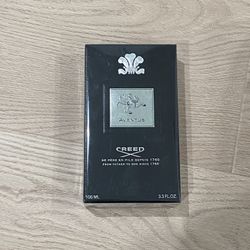 AVENTUS
CREED
DE PÈRE EN FILS DEPUIS 1760
FROM FATHER TO SON SINCE 1760
100 ML 3.3 FL.OZ.